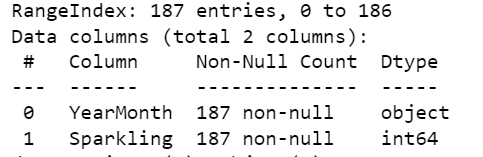 RangeIndex: 187 entries, 0 to 186
Data columns (total 2 columns):
 #   Column     Non-Null Count  Dtype
---  ------     --------------  -----
 0   YearMonth  187 non-null    object
 1   Sparkling  187 non-null    int64